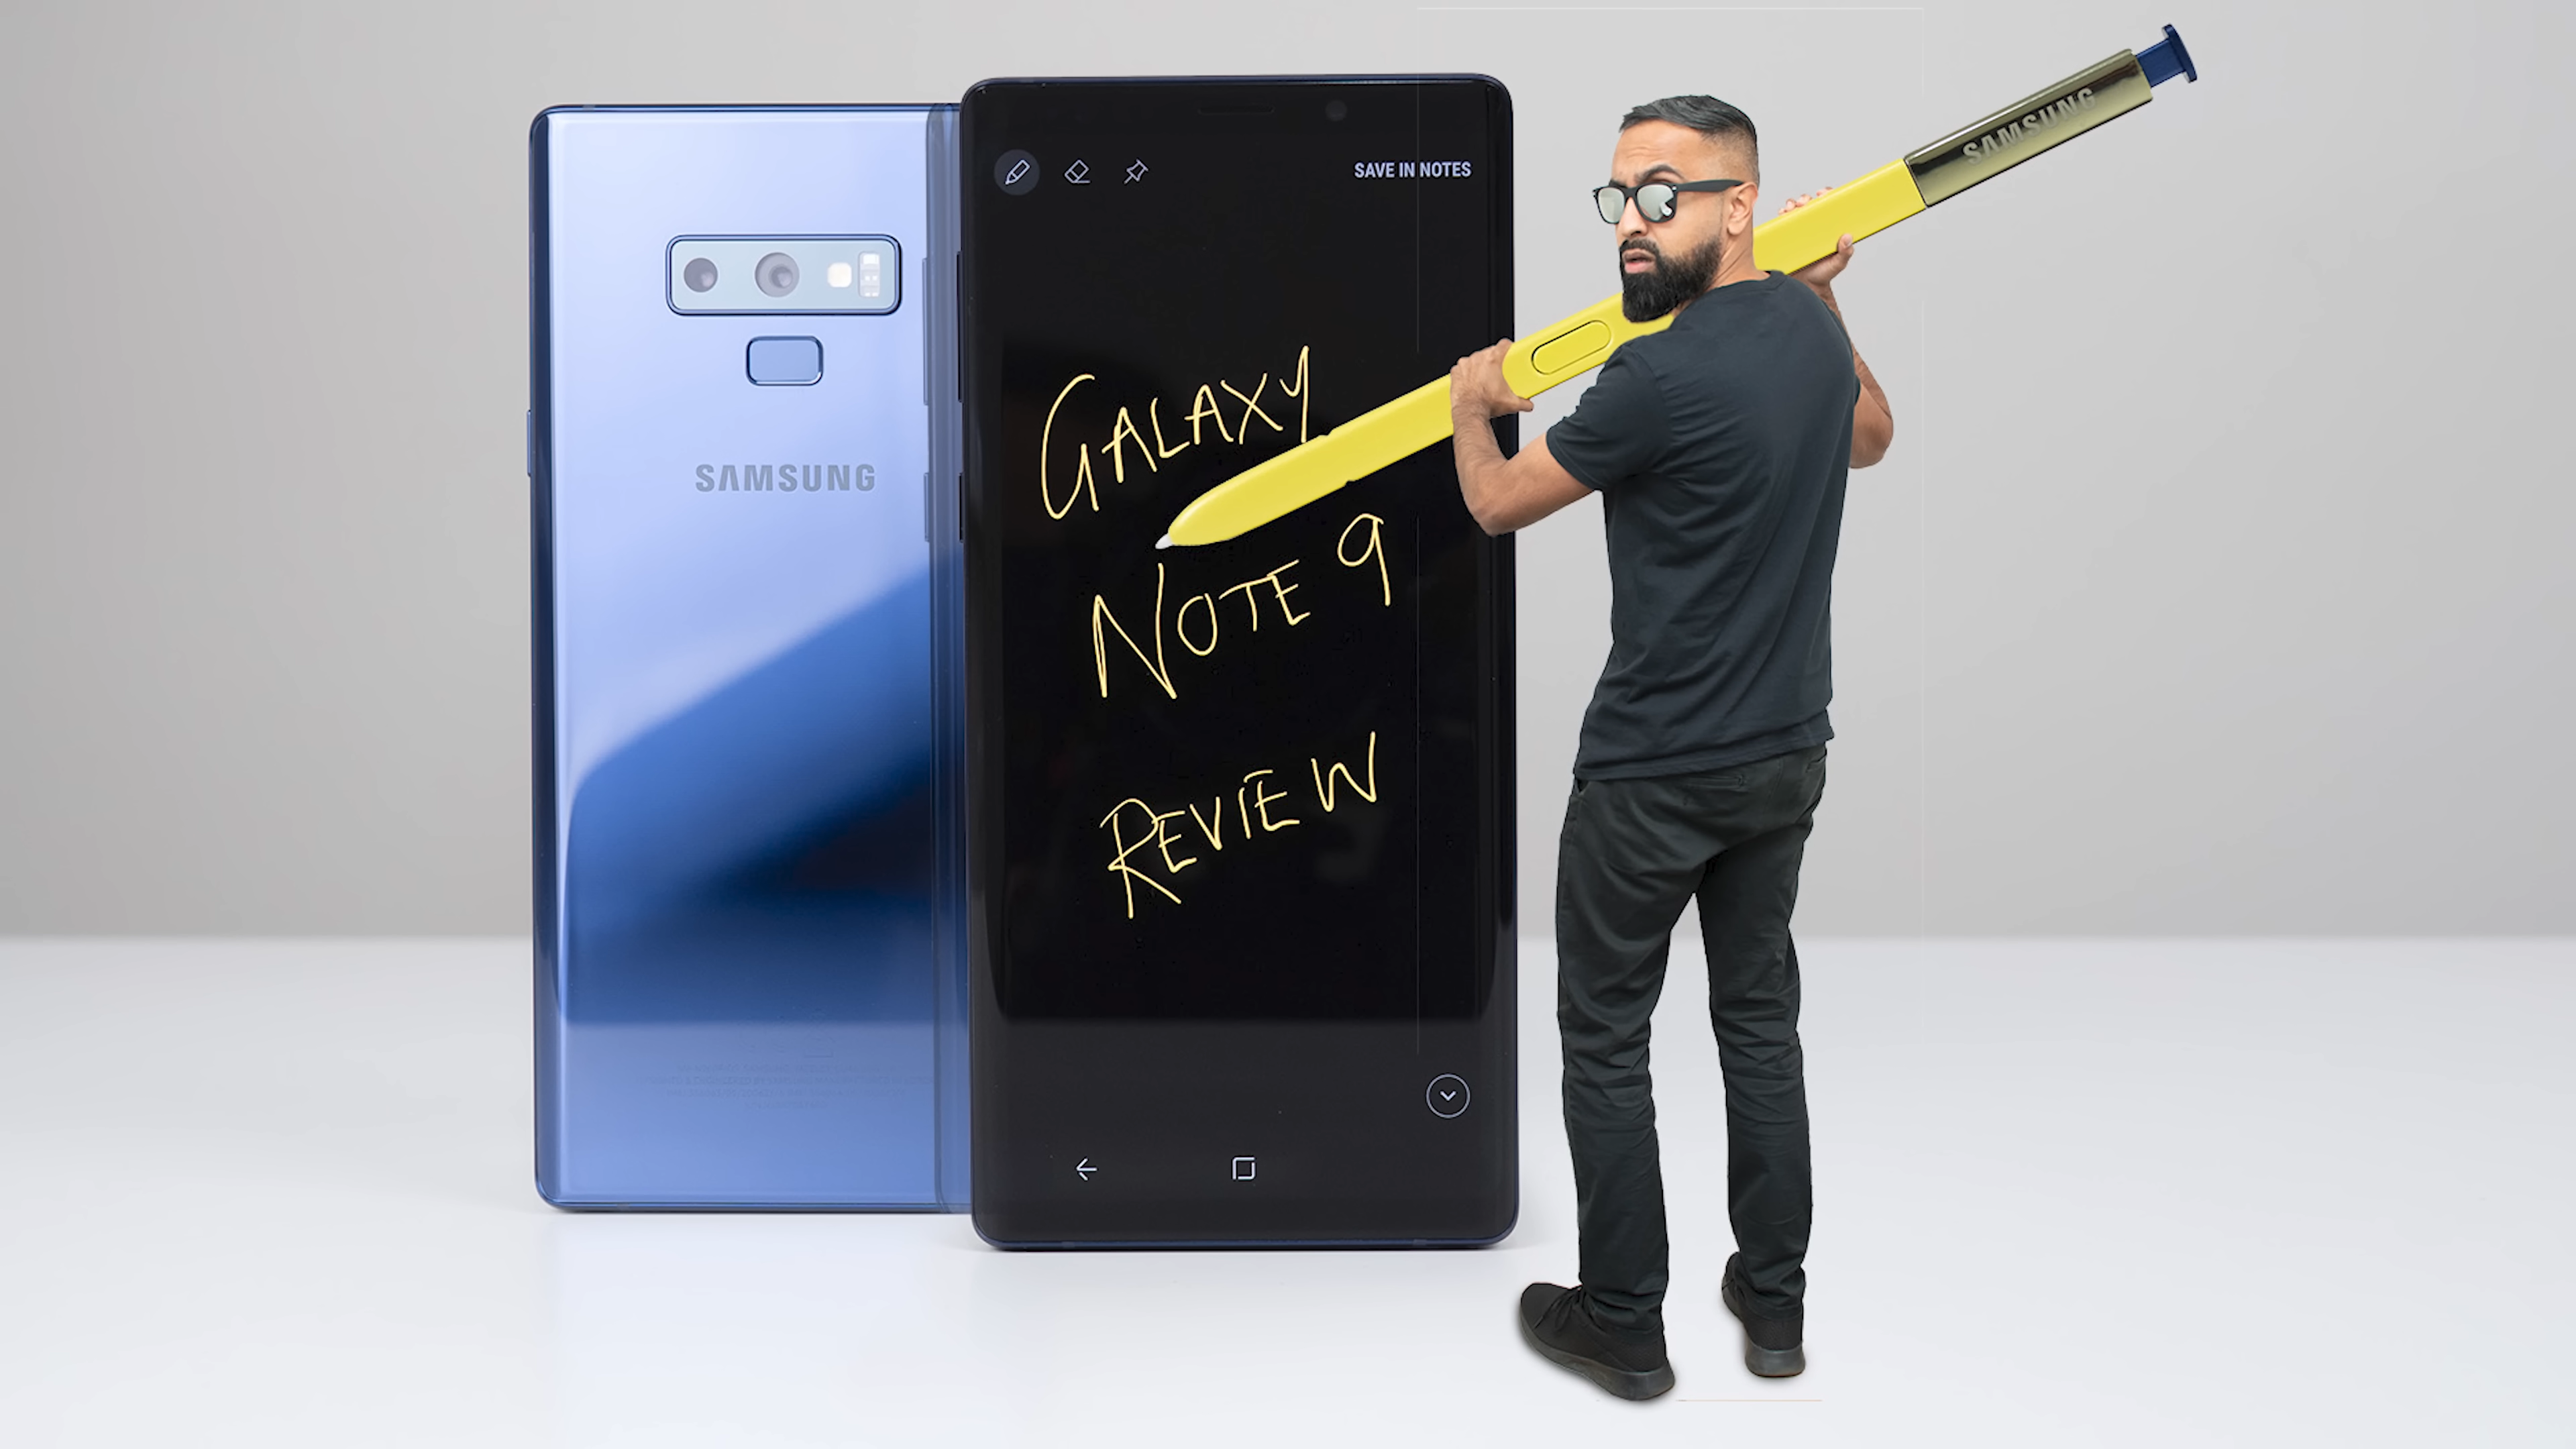 SAMSUNG
SAVE IN NOTES
GALAXY
NOTE 9
REVIEW
SAMSUNG